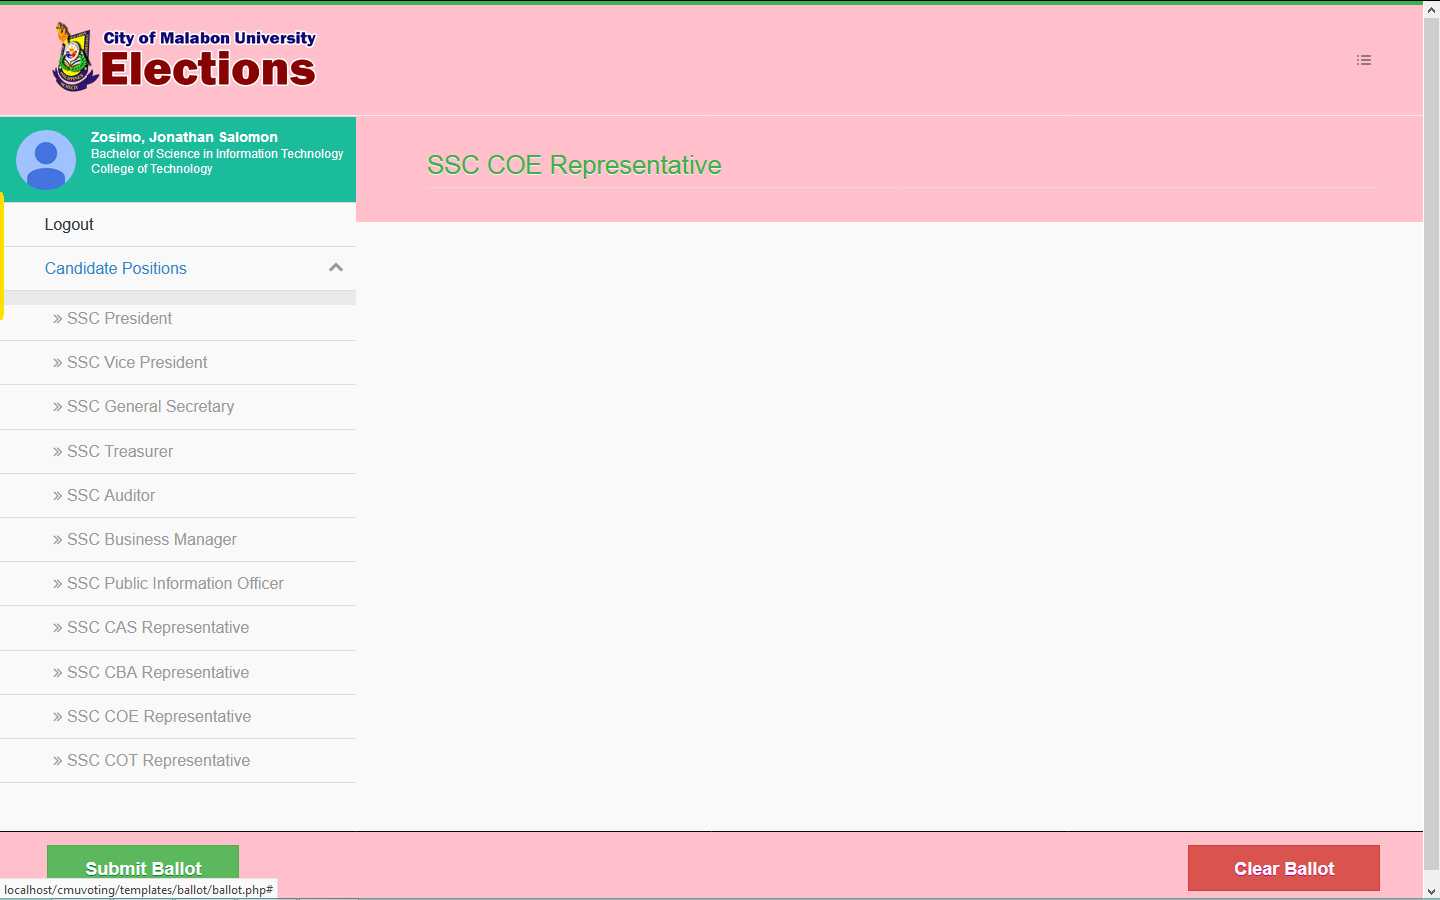 City of Malabon University
Elections
Zosimo, Jonathan Salomon
Bachelor of Science in Information Technology
College of Technology
SSC COE Representative
Logout
Candidate Positions
» SSC President
» SSC Vice President
» SSC General Secretary
» SSC Treasurer
» SSC Auditor
» SSC Business Manager
» SSC Public Information Officer
» SSC CAS Representative
» SSC CBA Representative
» SSC COE Representative
» SSC COT Representative
Submit Ballot
Clear Ballot
localhost/cmuvoting/templates/ballot/ballot.php#